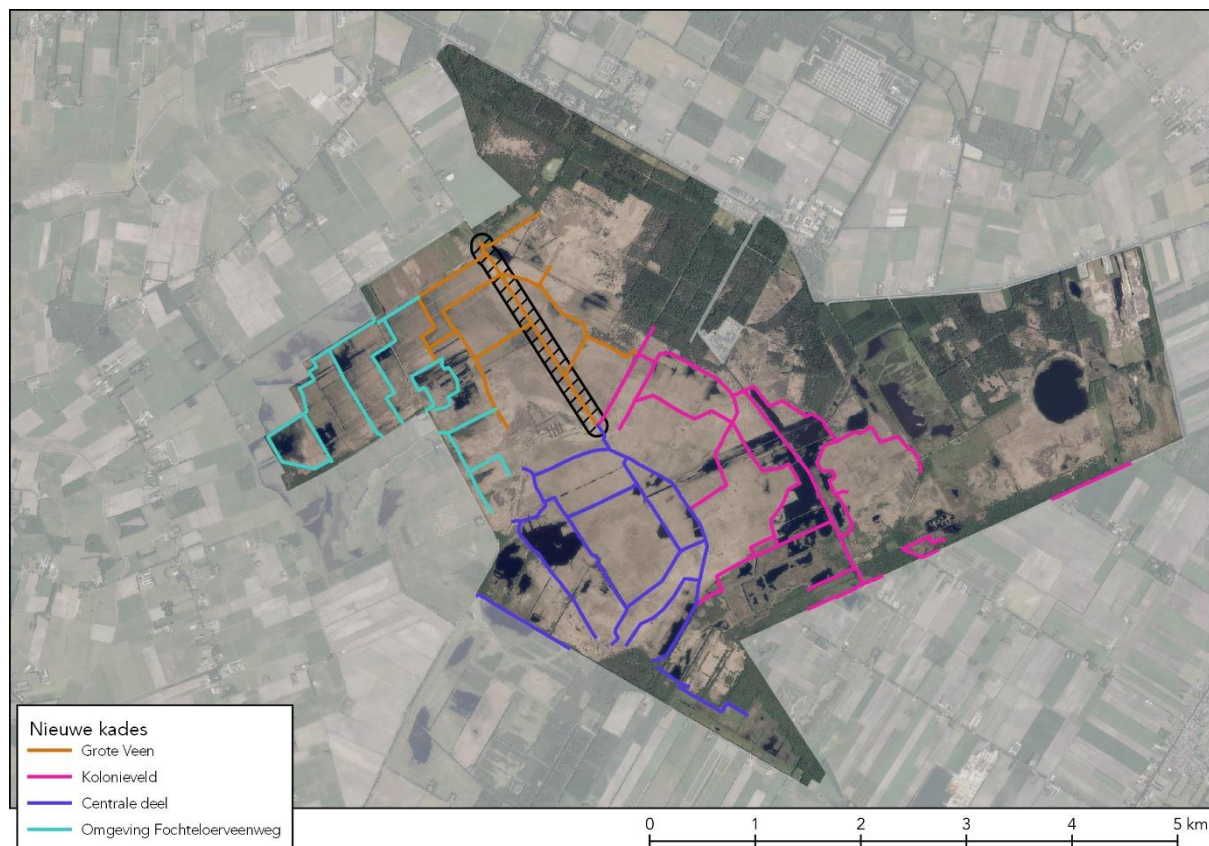 Nieuwe kades
Grote Veen
Kolonieveld
Centrale deel
Omgeving Fochteloerveenweg
0 1 2 3 4 5 km